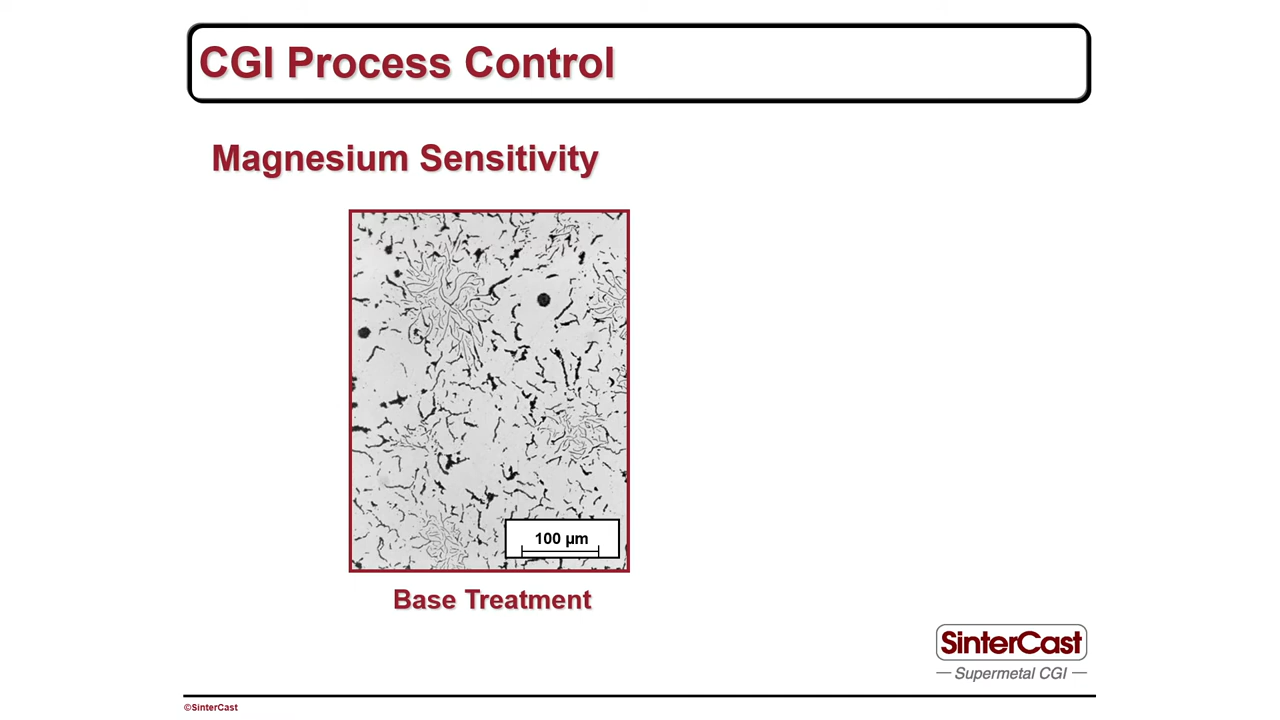 CGI Process Control
Magnesium Sensitivity
100 µm
Base Treatment
SinterCast
Supermetal CGI
©SinterCast